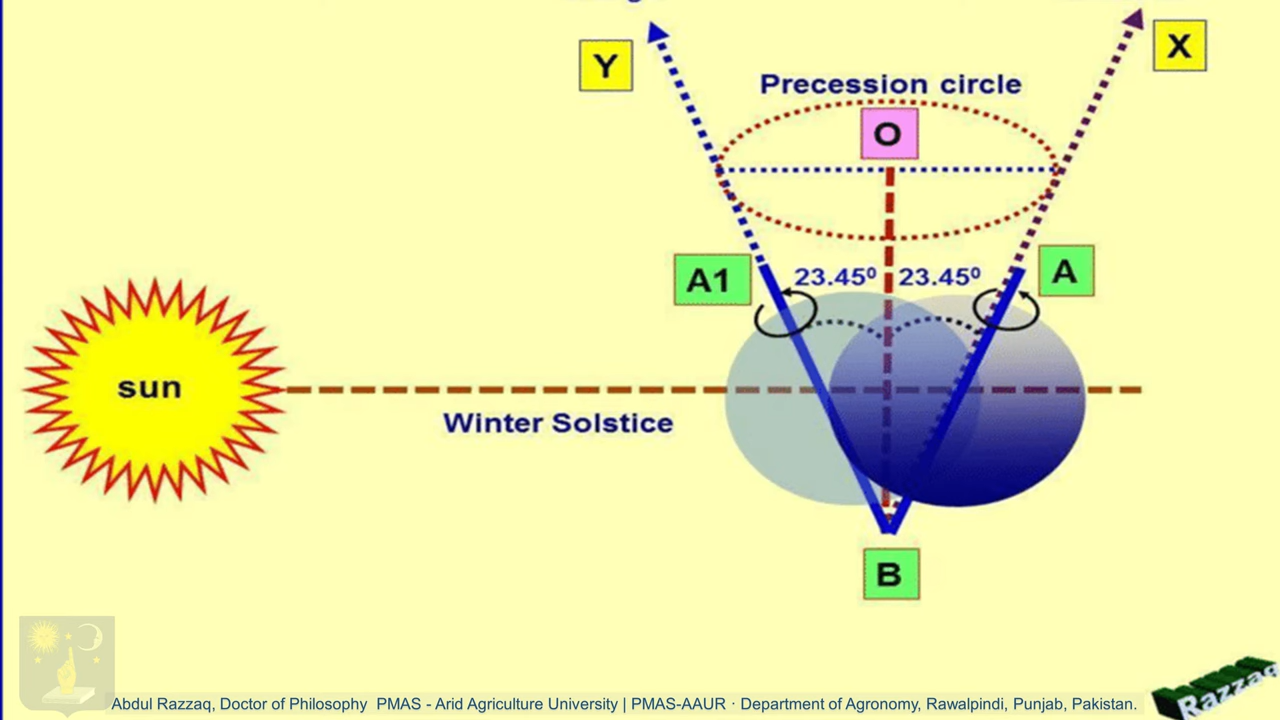 Y
X
Precession circle
O
A1
23.45⁰
23.45⁰
A
sun
Winter Solstice
B
Abdul Razzaq, Doctor of Philosophy PMAS - Arid Agriculture University | PMAS-AAUR · Department of Agronomy, Rawalpindi, Punjab, Pakistan.
Razzaq